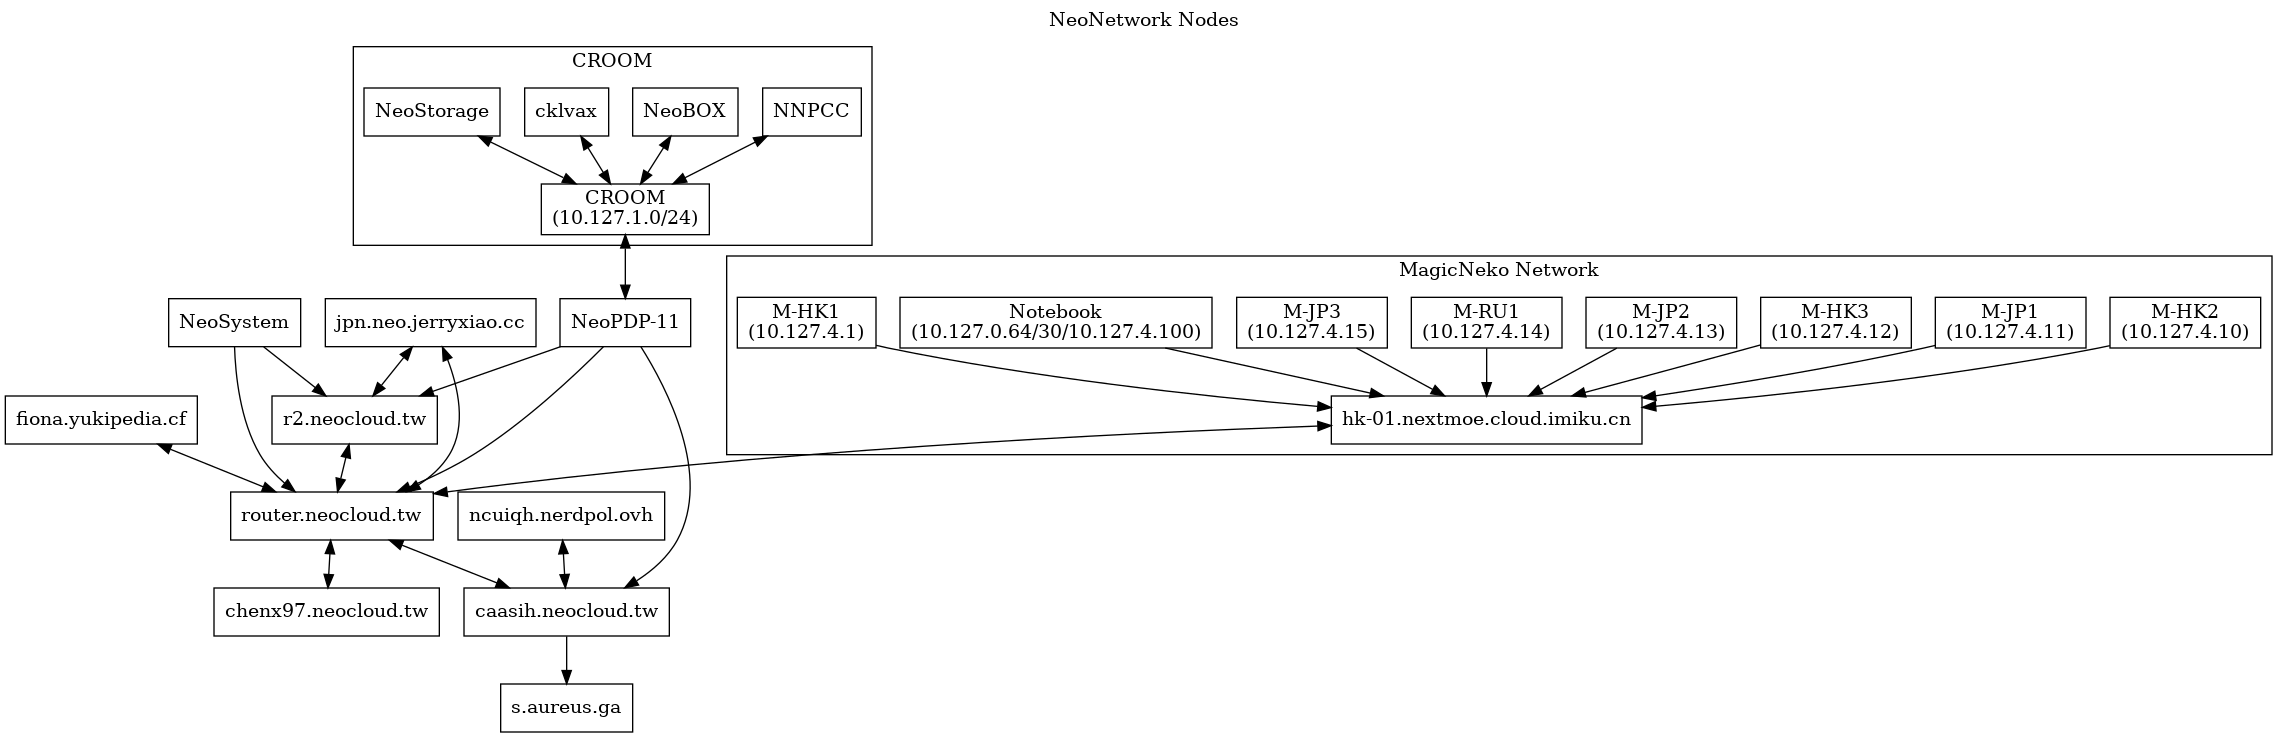 NeoNetwork Nodes
CROOM
NeoStorage
cklvax
NeoBOX
NNPCC
CROOM
(10.127.1.0/24)
MagicNeko Network
NeoSystem
jpn.neo.jerryxiao.cc
NeoPDP-11
M-HK1
(10.127.4.1)
Notebook
(10.127.0.64/30/10.127.4.100)
M-JP3
(10.127.4.15)
M-RU1
(10.127.4.14)
M-JP2
(10.127.4.13)
M-HK3
(10.127.4.12)
M-JP1
(10.127.4.11)
M-HK2
(10.127.4.10)
fiona.yukipedia.cf
r2.neocloud.tw
hk-01.nextmoe.cloud.imiku.cn
router.neocloud.tw
ncuiqh.nerdpol.ovh
chenx97.neocloud.tw
caasih.neocloud.tw
s.aureus.ga